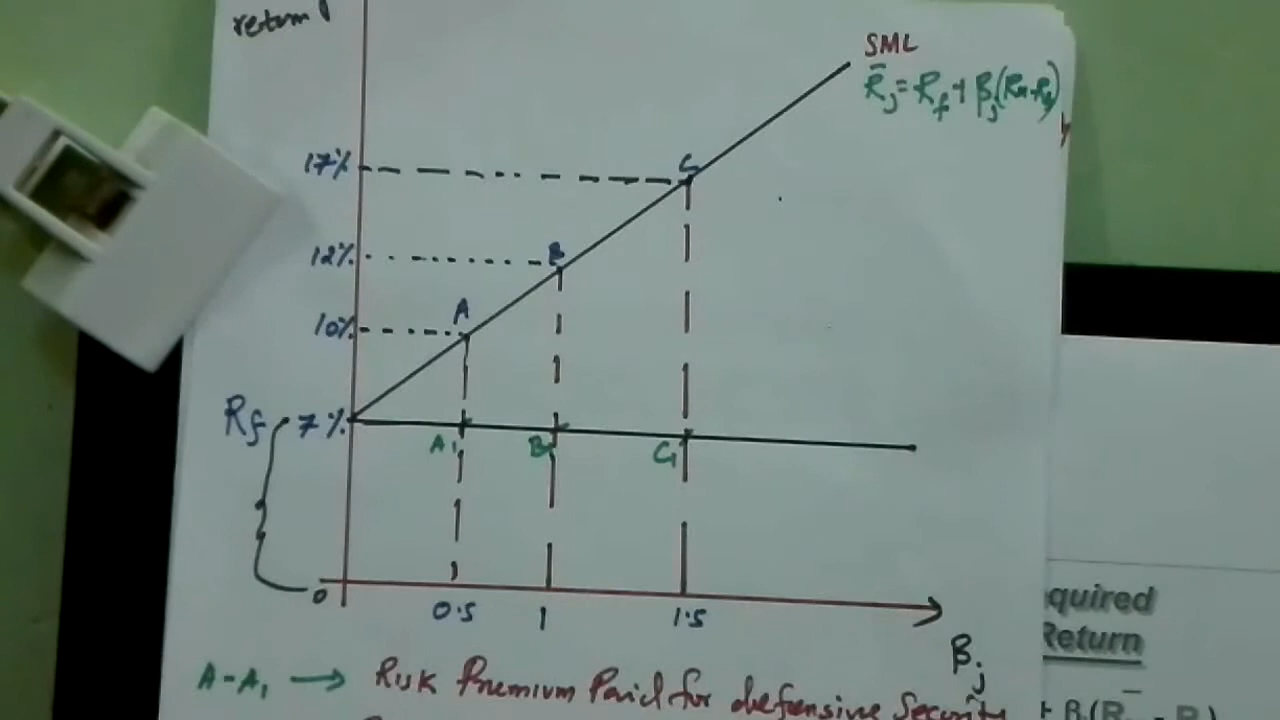 return
SML
R̄j = Rf + βj(Rm - Rf)
17%
C
12%
B
10%
A
Rf 7%
A1 B1 C1
0
0.5 1 1.5
βj
A-A1 → Risk Premium Paid for defensive Security
quired
Return